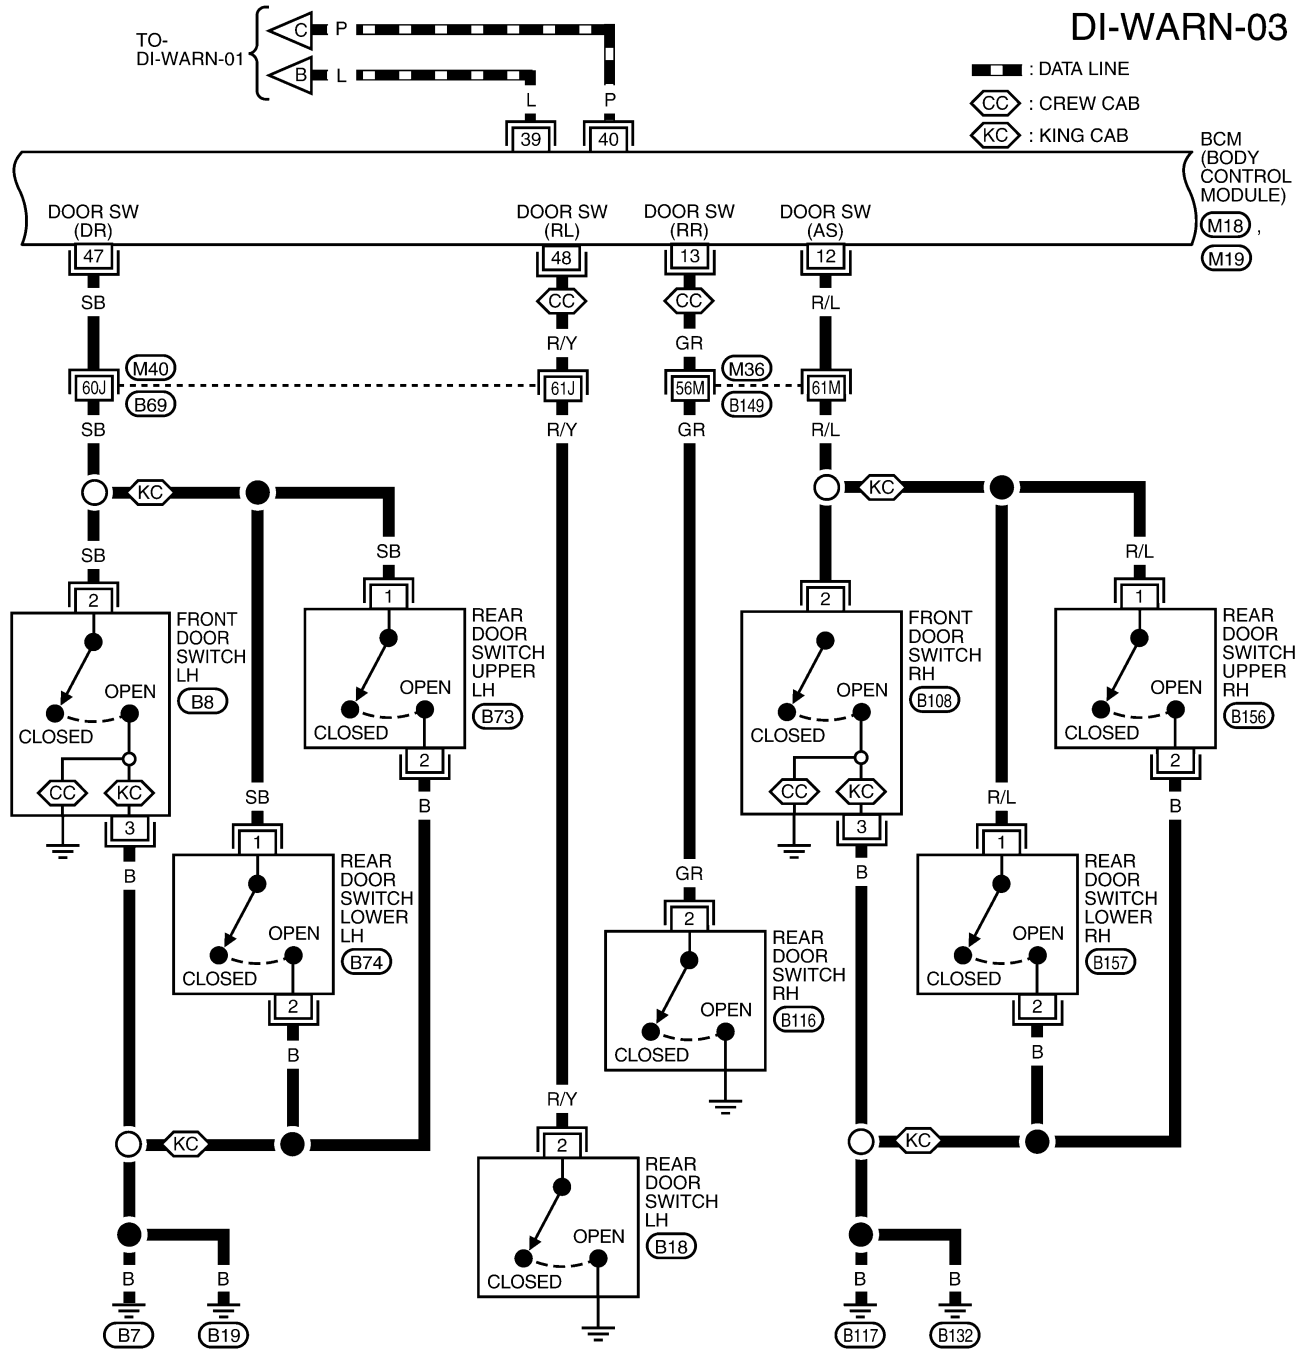 DI-WARN-03
TO-
DI-WARN-01
C
P
B
L
: DATA LINE
CC : CREW CAB
KC : KING CAB
L
P
39
40
BCM
(BODY
CONTROL
MODULE)
M18 ,
M19
DOOR SW
(DR)
DOOR SW
(RL)
DOOR SW
(RR)
DOOR SW
(AS)
47
48
13
12
SB
CC
CC
R/L
R/Y
GR
M40
M36
60J
61J
56M
61M
B69
B149
SB
R/Y
GR
R/L
KC
KC
SB
SB
R/L
2
1
2
1
FRONT
DOOR
SWITCH
LH
B8
OPEN
CLOSED
CC
KC
3
B
REAR
DOOR
SWITCH
UPPER
LH
B73
OPEN
CLOSED
2
B
FRONT
DOOR
SWITCH
RH
B108
OPEN
CLOSED
CC
KC
3
B
REAR
DOOR
SWITCH
UPPER
RH
B156
OPEN
CLOSED
2
B
SB
1
REAR
DOOR
SWITCH
LOWER
LH
B74
OPEN
CLOSED
2
B
R/L
1
REAR
DOOR
SWITCH
LOWER
RH
B157
OPEN
CLOSED
2
B
GR
2
REAR
DOOR
SWITCH
RH
B116
OPEN
CLOSED
R/Y
2
REAR
DOOR
SWITCH
LH
B18
OPEN
CLOSED
KC
KC
B
B
B
B
B7
B19
B117
B132